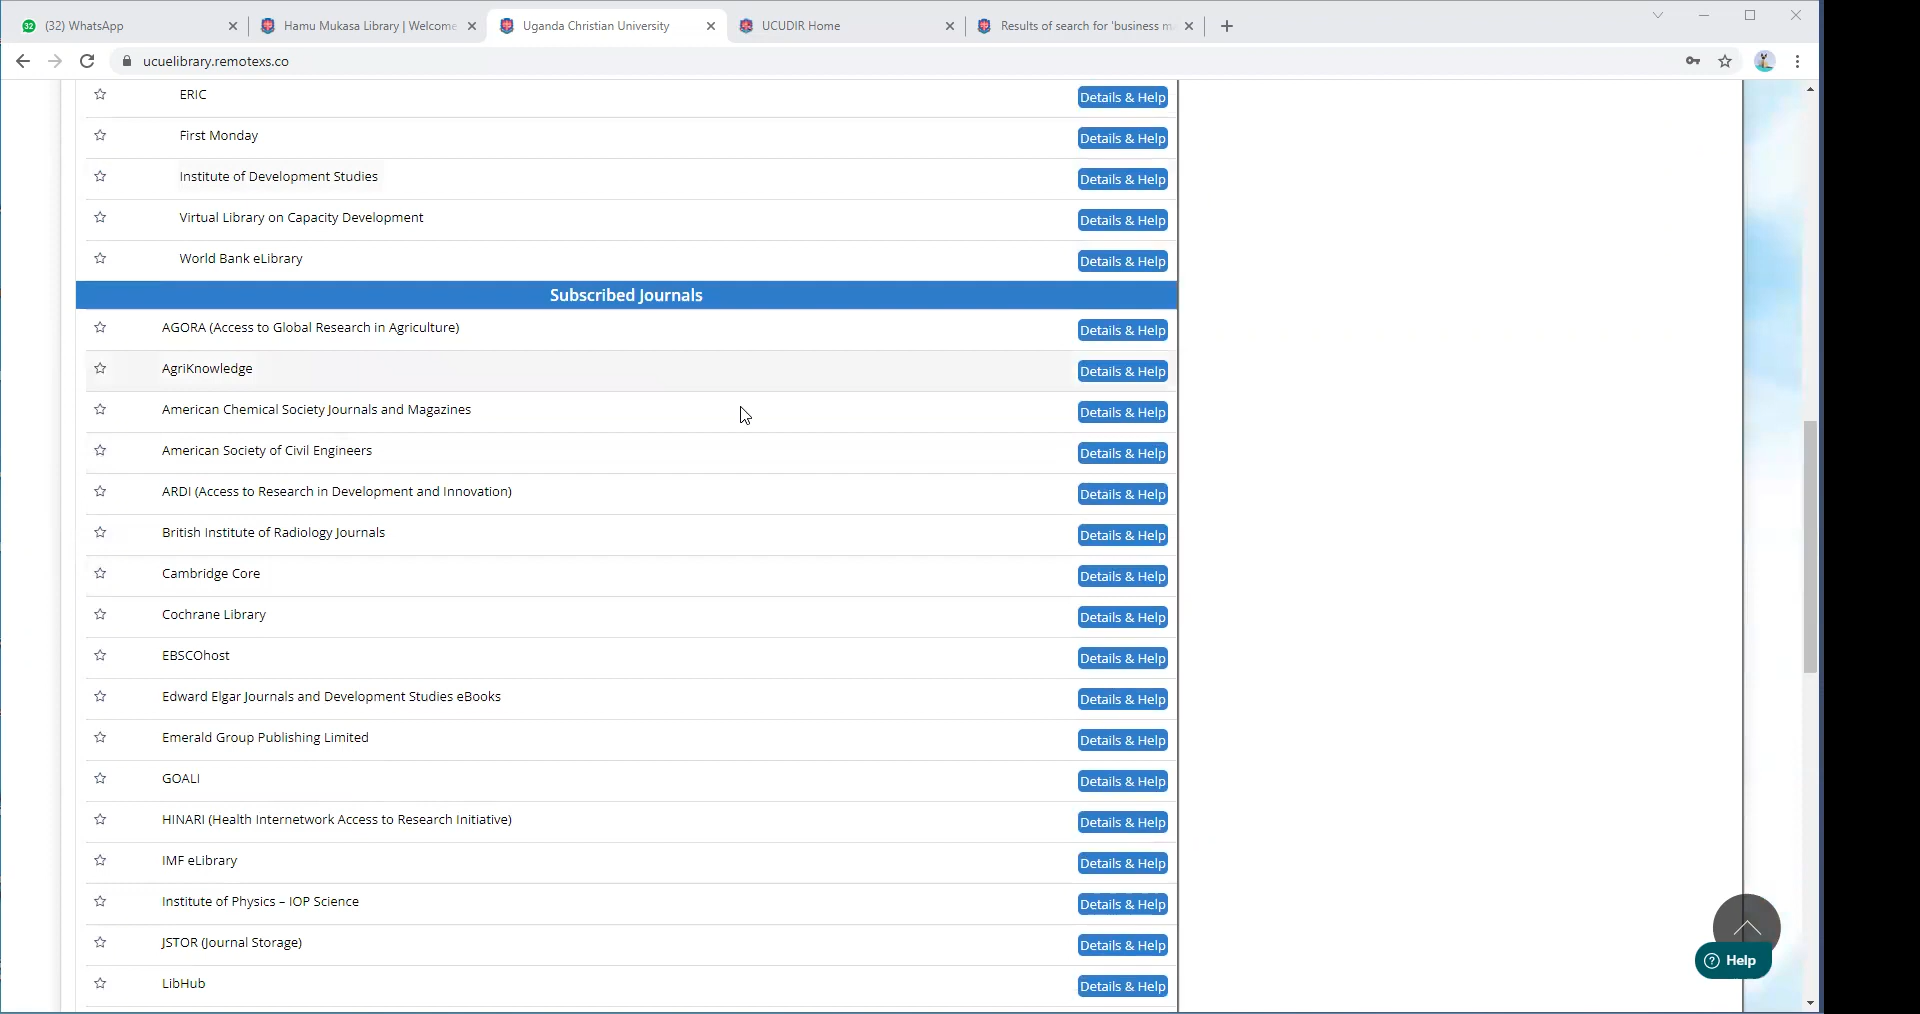 (32) WhatsApp
Hamu Mukasa Library | Welcome
Uganda Christian University
UCUDIR Home
Results of search for 'business m
ucuelibrary.remotexs.co
ERIC Details & Help
First Monday Details & Help
Institute of Development Studies Details & Help
Virtual Library on Capacity Development Details & Help
World Bank eLibrary Details & Help
Subscribed Journals
AGORA (Access to Global Research in Agriculture) Details & Help
AgriKnowledge Details & Help
American Chemical Society Journals and Magazines Details & Help
American Society of Civil Engineers Details & Help
ARDI (Access to Research in Development and Innovation) Details & Help
British Institute of Radiology Journals Details & Help
Cambridge Core Details & Help
Cochrane Library Details & Help
EBSCOhost Details & Help
Edward Elgar Journals and Development Studies eBooks Details & Help
Emerald Group Publishing Limited Details & Help
GOALI Details & Help
HINARI (Health Internetwork Access to Research Initiative) Details & Help
IMF eLibrary Details & Help
Institute of Physics – IOP Science Details & Help
JSTOR (Journal Storage) Details & Help
LibHub Details & Help
Help